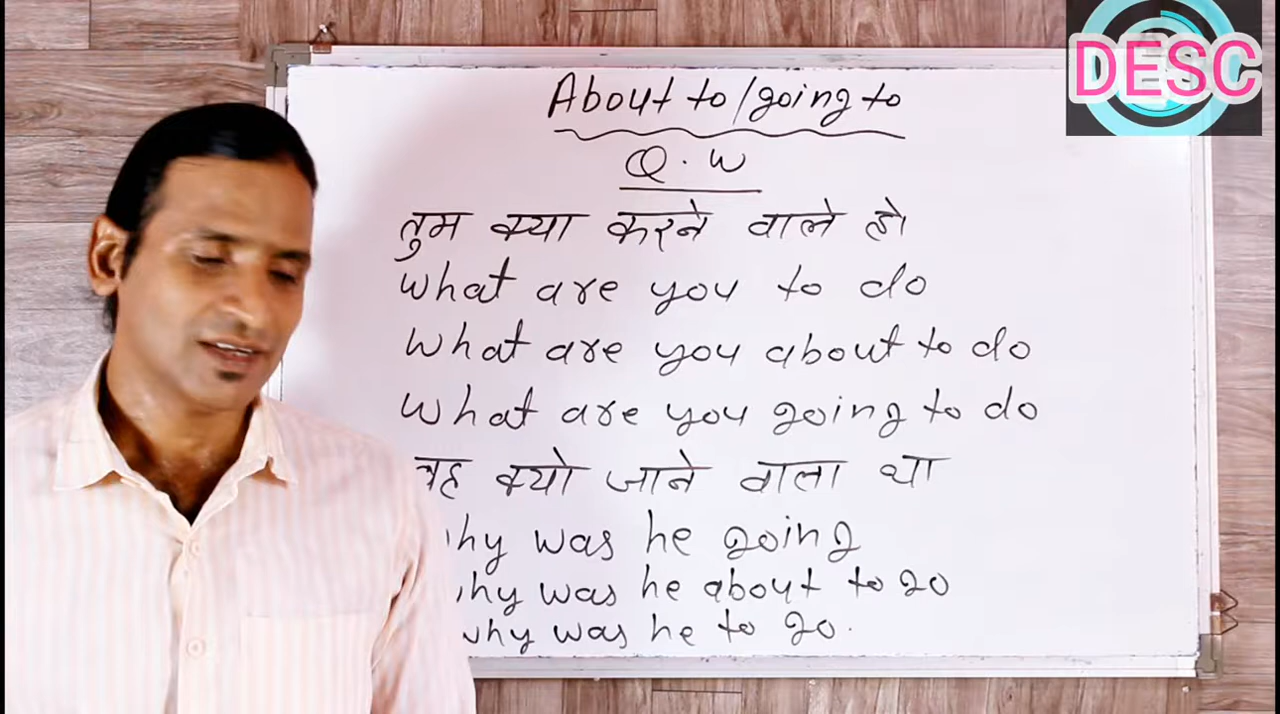 DESC
About to/going to
Q.W
तुम क्या करने वाले हो
What are you to do
What are you about to do
What are you going to do
वह क्यो जाने वाला था
why was he going
why was he about to go
why was he to go.